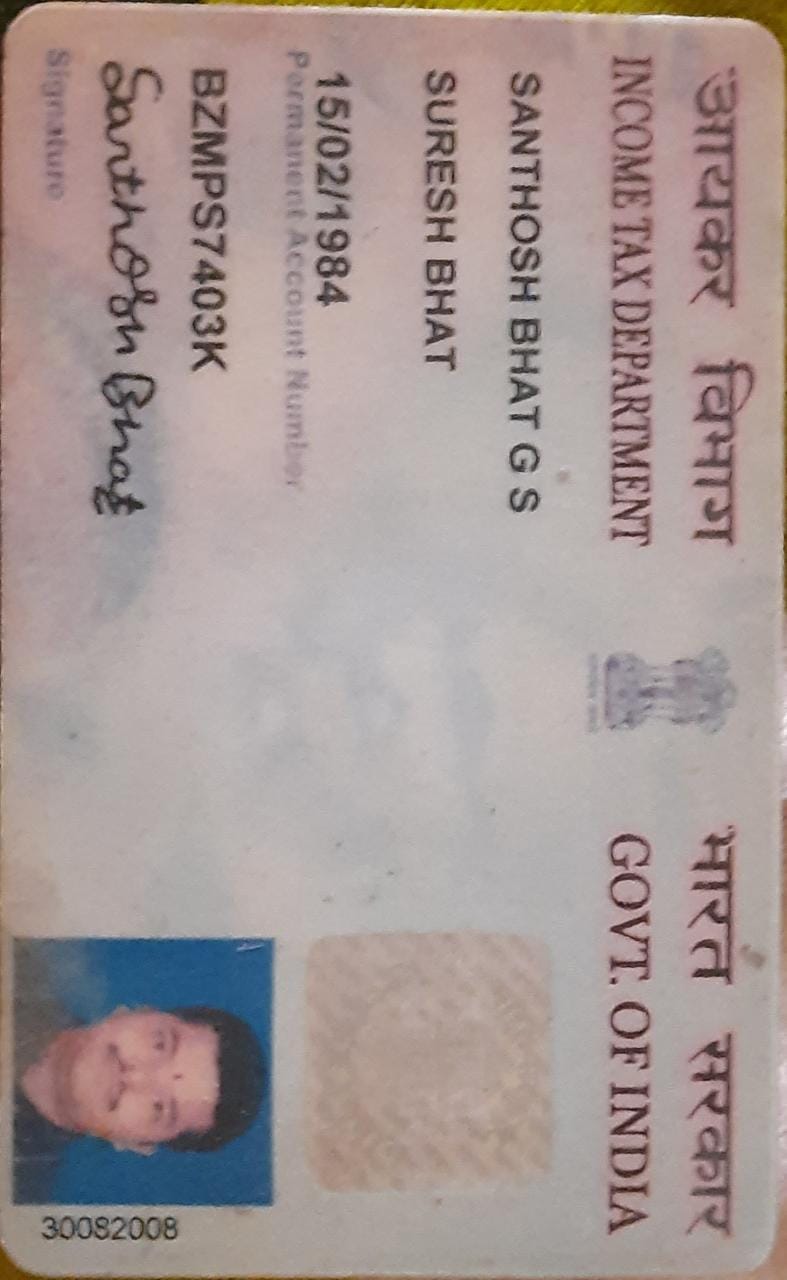 आयकर विभाग
भारत सरकार
INCOME TAX DEPARTMENT
GOVT. OF INDIA
SANTHOSH BHAT G S
SURESH BHAT
15/02/1984
Permanent Account Number
BZMPS7403K
Santhosh Bhat
Signature
30082008